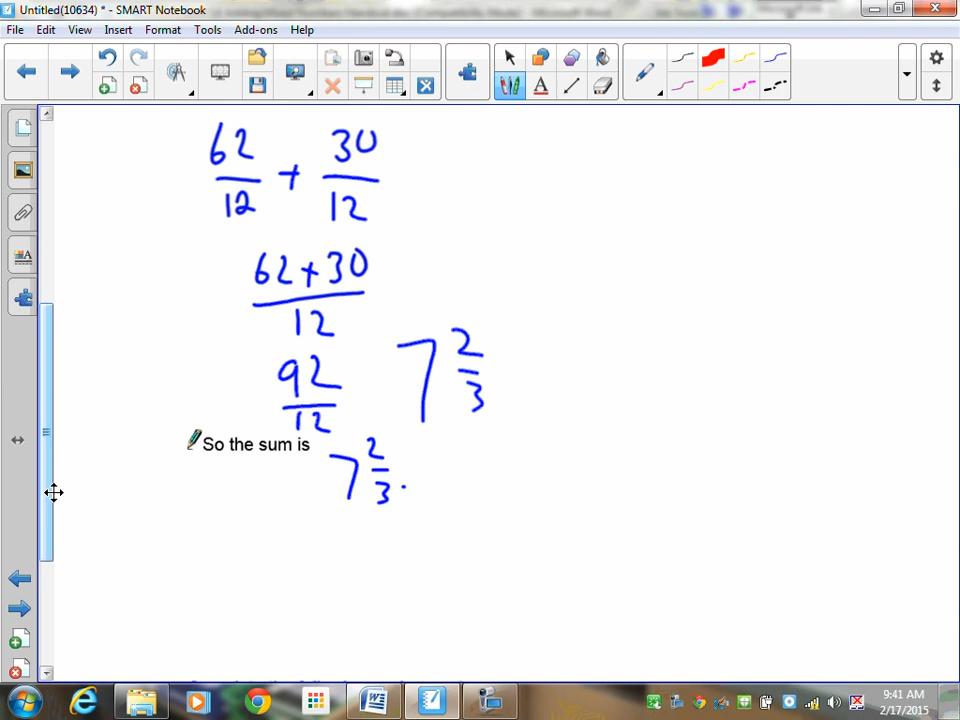 Untitled(10634) * - SMART Notebook
File Edit View Insert Format Tools Add-ons Help
62/12 + 30/12
62+30
12
92/12
7 2/3
So the sum is 7 2/3.
9:41 AM
2/17/2015